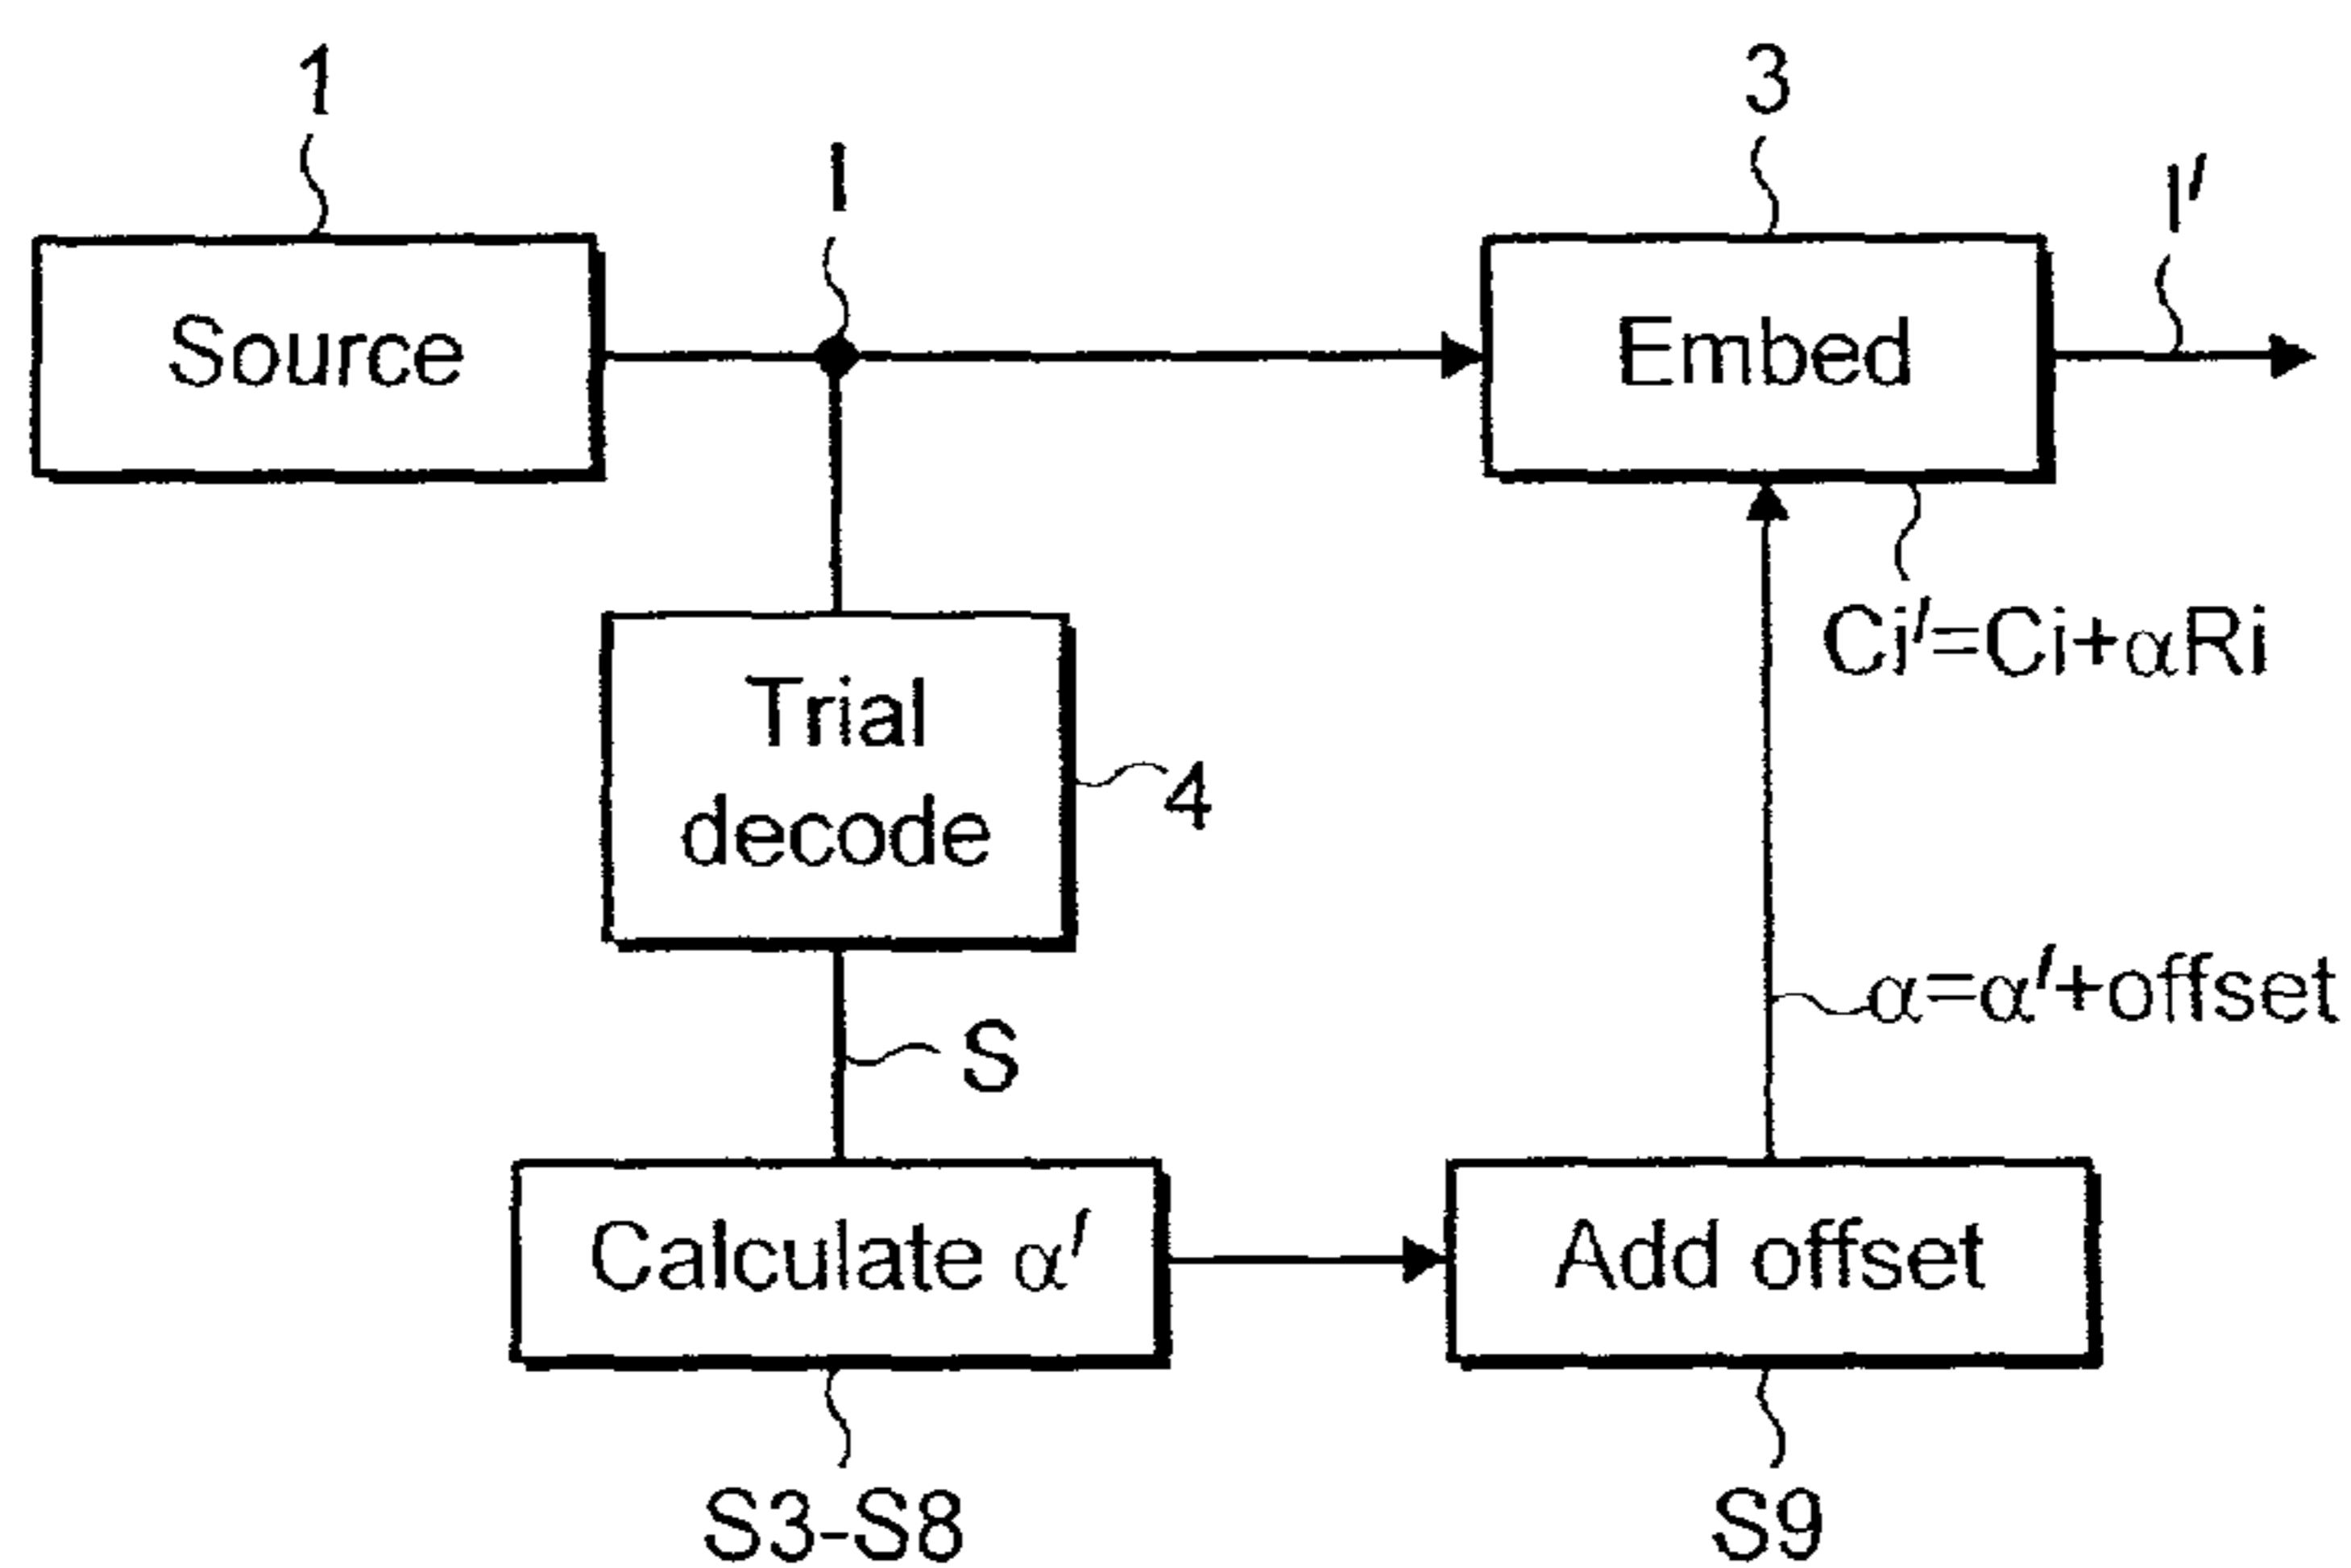 1
3
I
I′
Source
Embed
Ci′=Ci+αRi
Trial
decode
4
α=α′+offset
S
Calculate α′
Add offset
S3-S8
S9